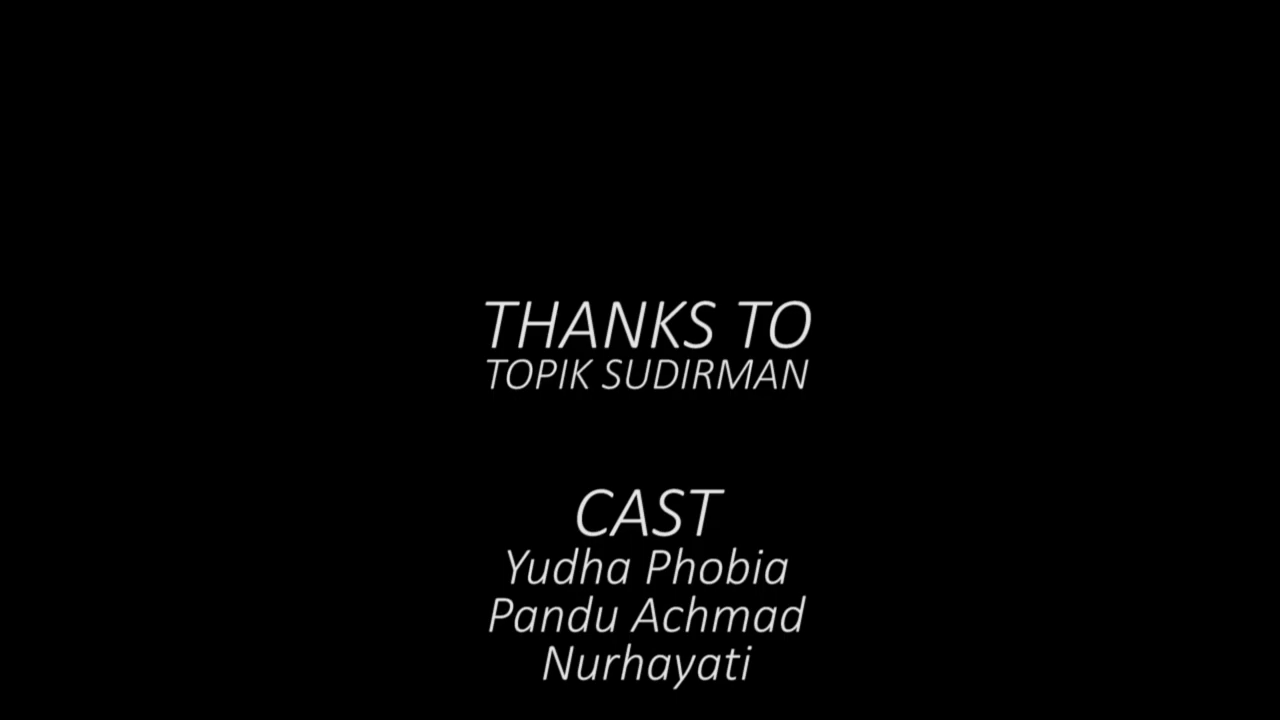 THANKS TO
TOPIK SUDIRMAN
CAST
Yudha Phobia
Pandu Achmad
Nurhayati